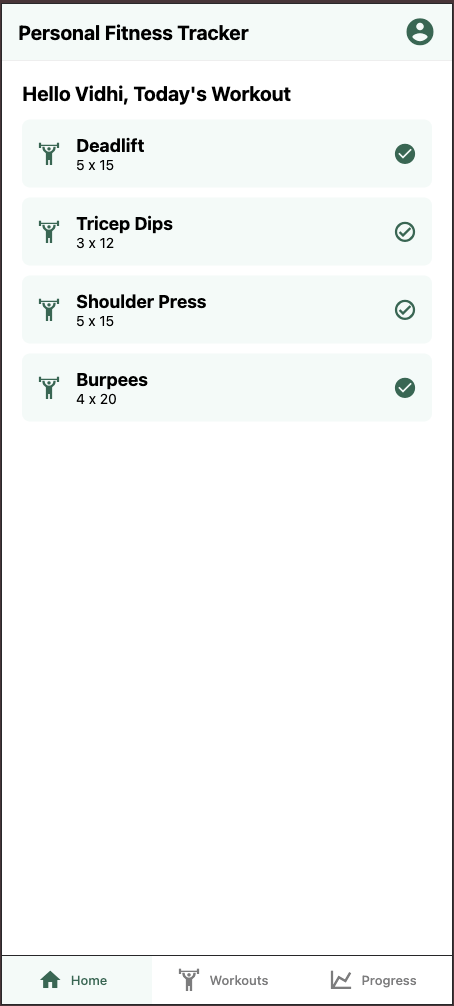 Personal Fitness Tracker
Hello Vidhi, Today's Workout
Deadlift
5 x 15
Tricep Dips
3 x 12
Shoulder Press
5 x 15
Burpees
4 x 20
Home
Workouts
Progress